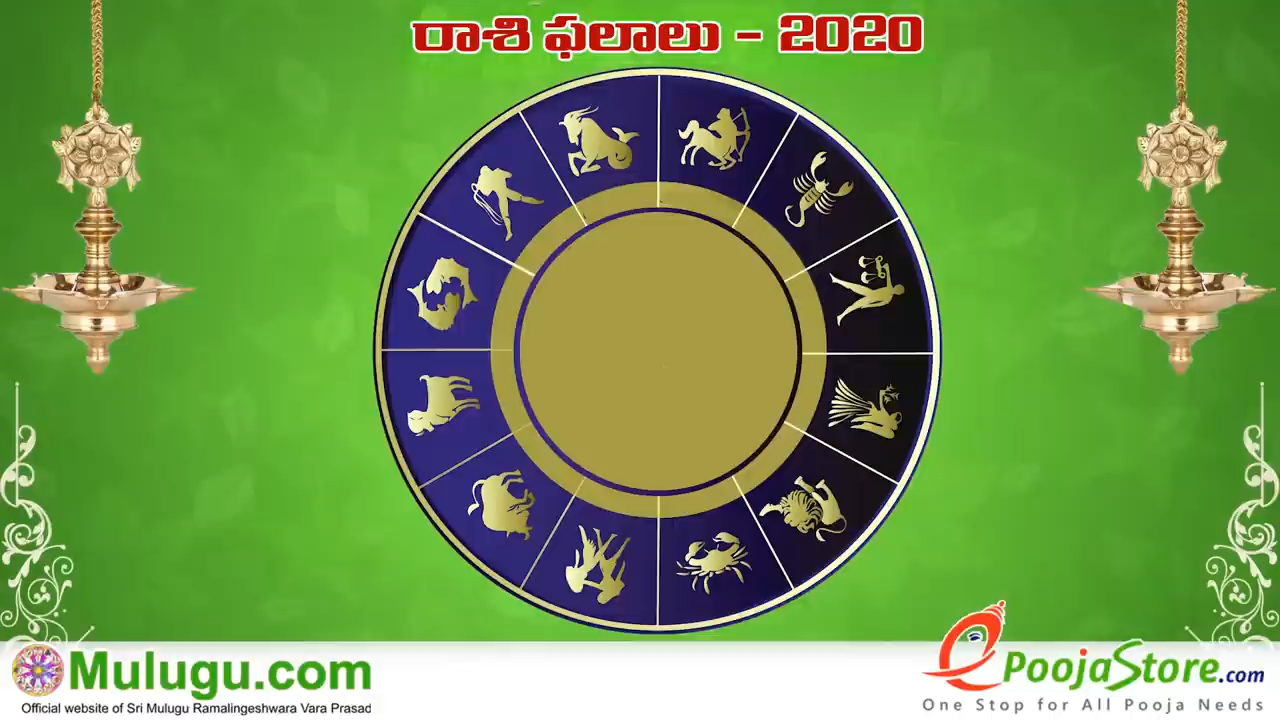 రాశి ఫలాలు - 2020
Mulugu.com
Official website of Sri Mulugu Ramalingeshwara Vara Prasad
ePoojaStore.com
One Stop for All Pooja Needs